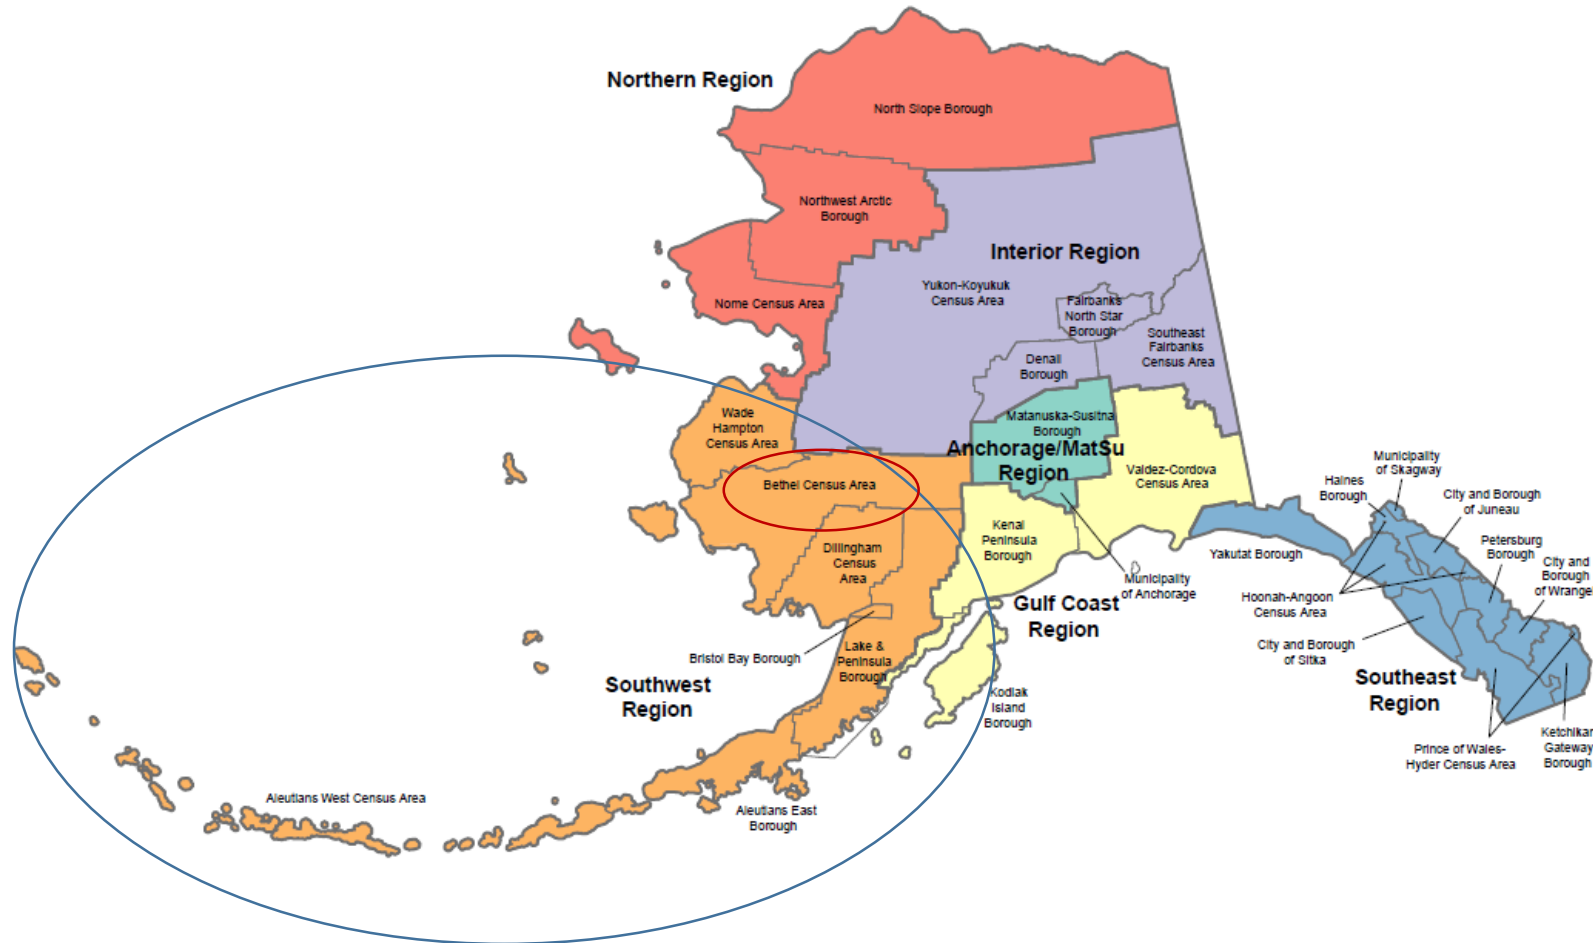 Northern Region
North Slope Borough
Northwest Arctic
Borough
Interior Region
Yukon-Koyukuk
Census Area
Nome Census Area
Fairbanks
North Star
Borough
Southeast
Fairbanks
Census Area
Denali
Borough
Wade
Hampton
Census Area
Matanuska-Susitna
Borough
Anchorage/MatSu
Region
Valdez-Cordova
Census Area
Bethel Census Area
Municipality
of Skagway
Haines
Borough
City and Borough
of Juneau
Kenai
Peninsula
Borough
Dillingham
Census
Area
Yakutat Borough
Petersburg
Borough
City and
Borough
of Wrangel
Municipality
of Anchorage
Hoonah-Angoon
Census Area
Gulf Coast
Region
City and Borough
of Sitka
Bristol Bay Borough
Lake &
Peninsula
Borough
Southwest
Region
Kodiak
Island
Borough
Southeast
Region
Prince of Wales-
Hyder Census Area
Ketchikan
Gateway
Borough
Aleutians West Census Area
Aleutians East
Borough